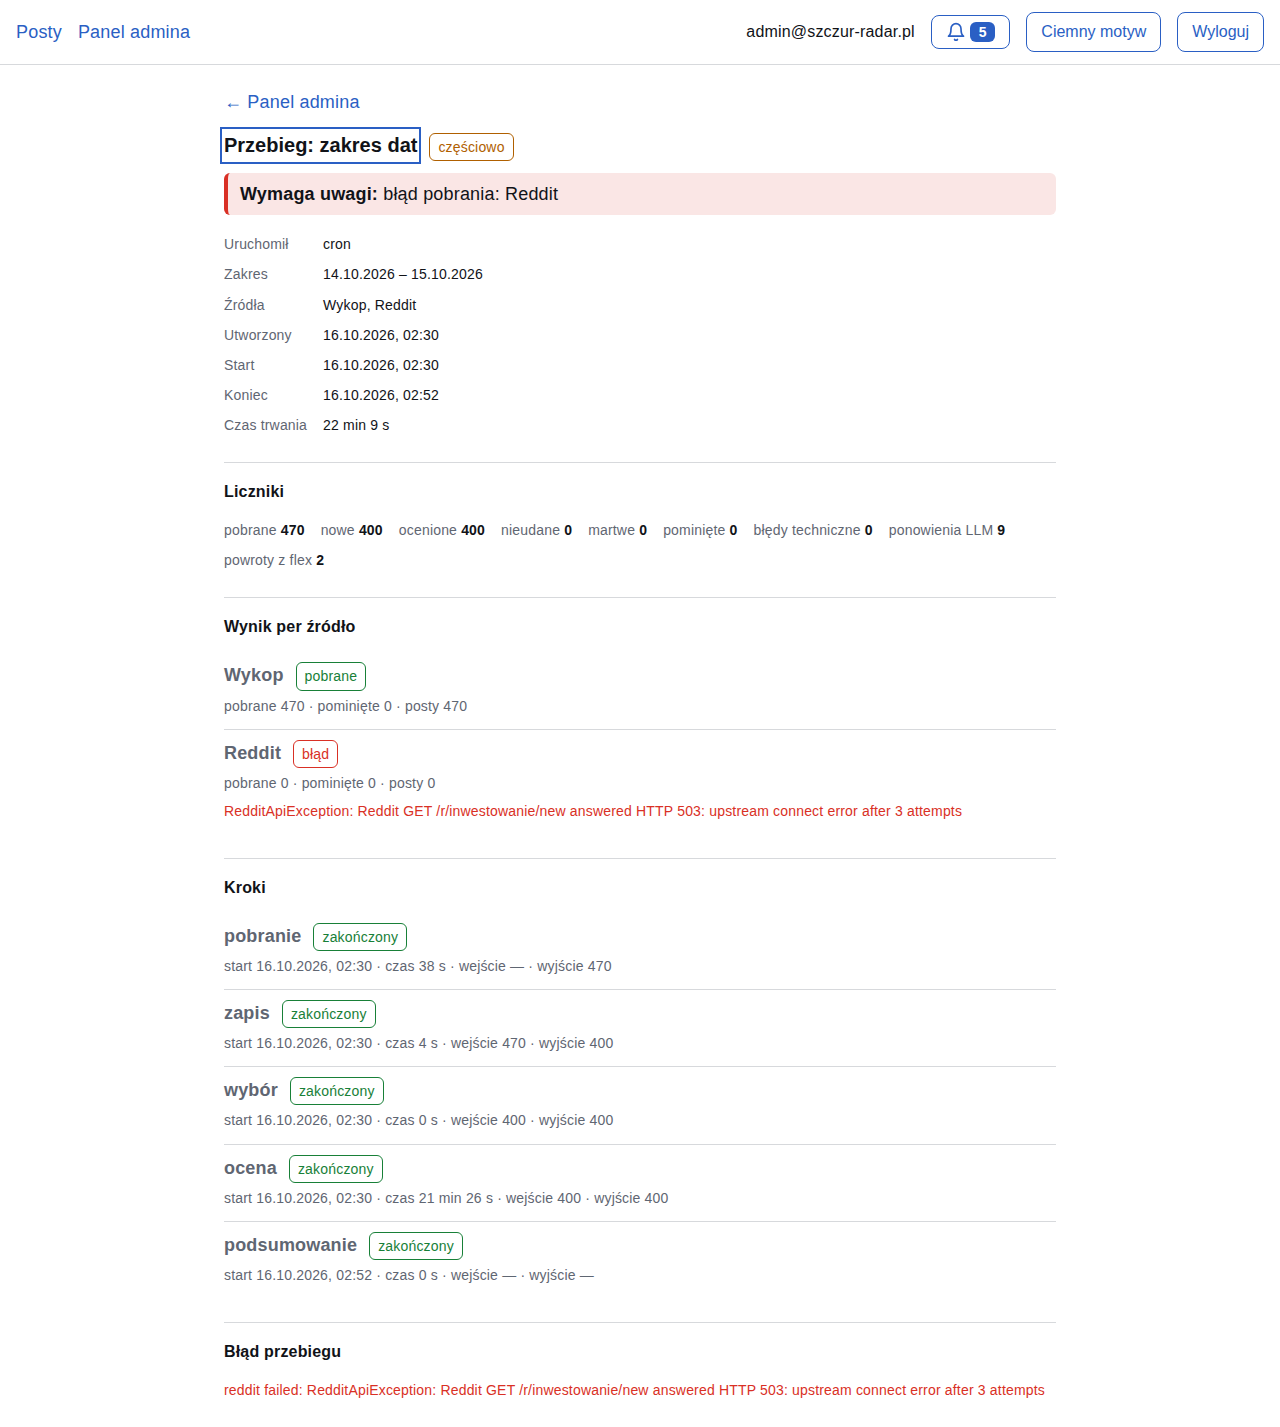 Posty Panel admina admin@szczur-radar.pl 5 Ciemny motyw Wyloguj
← Panel admina
Przebieg: zakres dat częściowo
Wymaga uwagi: błąd pobrania: Reddit
Uruchomił cron
Zakres 14.10.2026 – 15.10.2026
Źródła Wykop, Reddit
Utworzony 16.10.2026, 02:30
Start 16.10.2026, 02:30
Koniec 16.10.2026, 02:52
Czas trwania 22 min 9 s
Liczniki
pobrane 470 nowe 400 ocenione 400 nieudane 0 martwe 0 pominięte 0 błędy techniczne 0 ponowienia LLM 9
powroty z flex 2
Wynik per źródło
Wykop pobrane
pobrane 470 · pominięte 0 · posty 470
Reddit błąd
pobrane 0 · pominięte 0 · posty 0
RedditApiException: Reddit GET /r/inwestowanie/new answered HTTP 503: upstream connect error after 3 attempts
Kroki
pobranie zakończony
start 16.10.2026, 02:30 · czas 38 s · wejście — · wyjście 470
zapis zakończony
start 16.10.2026, 02:30 · czas 4 s · wejście 470 · wyjście 400
wybór zakończony
start 16.10.2026, 02:30 · czas 0 s · wejście 400 · wyjście 400
ocena zakończony
start 16.10.2026, 02:30 · czas 21 min 26 s · wejście 400 · wyjście 400
podsumowanie zakończony
start 16.10.2026, 02:52 · czas 0 s · wejście — · wyjście —
Błąd przebiegu
reddit failed: RedditApiException: Reddit GET /r/inwestowanie/new answered HTTP 503: upstream connect error after 3 attempts